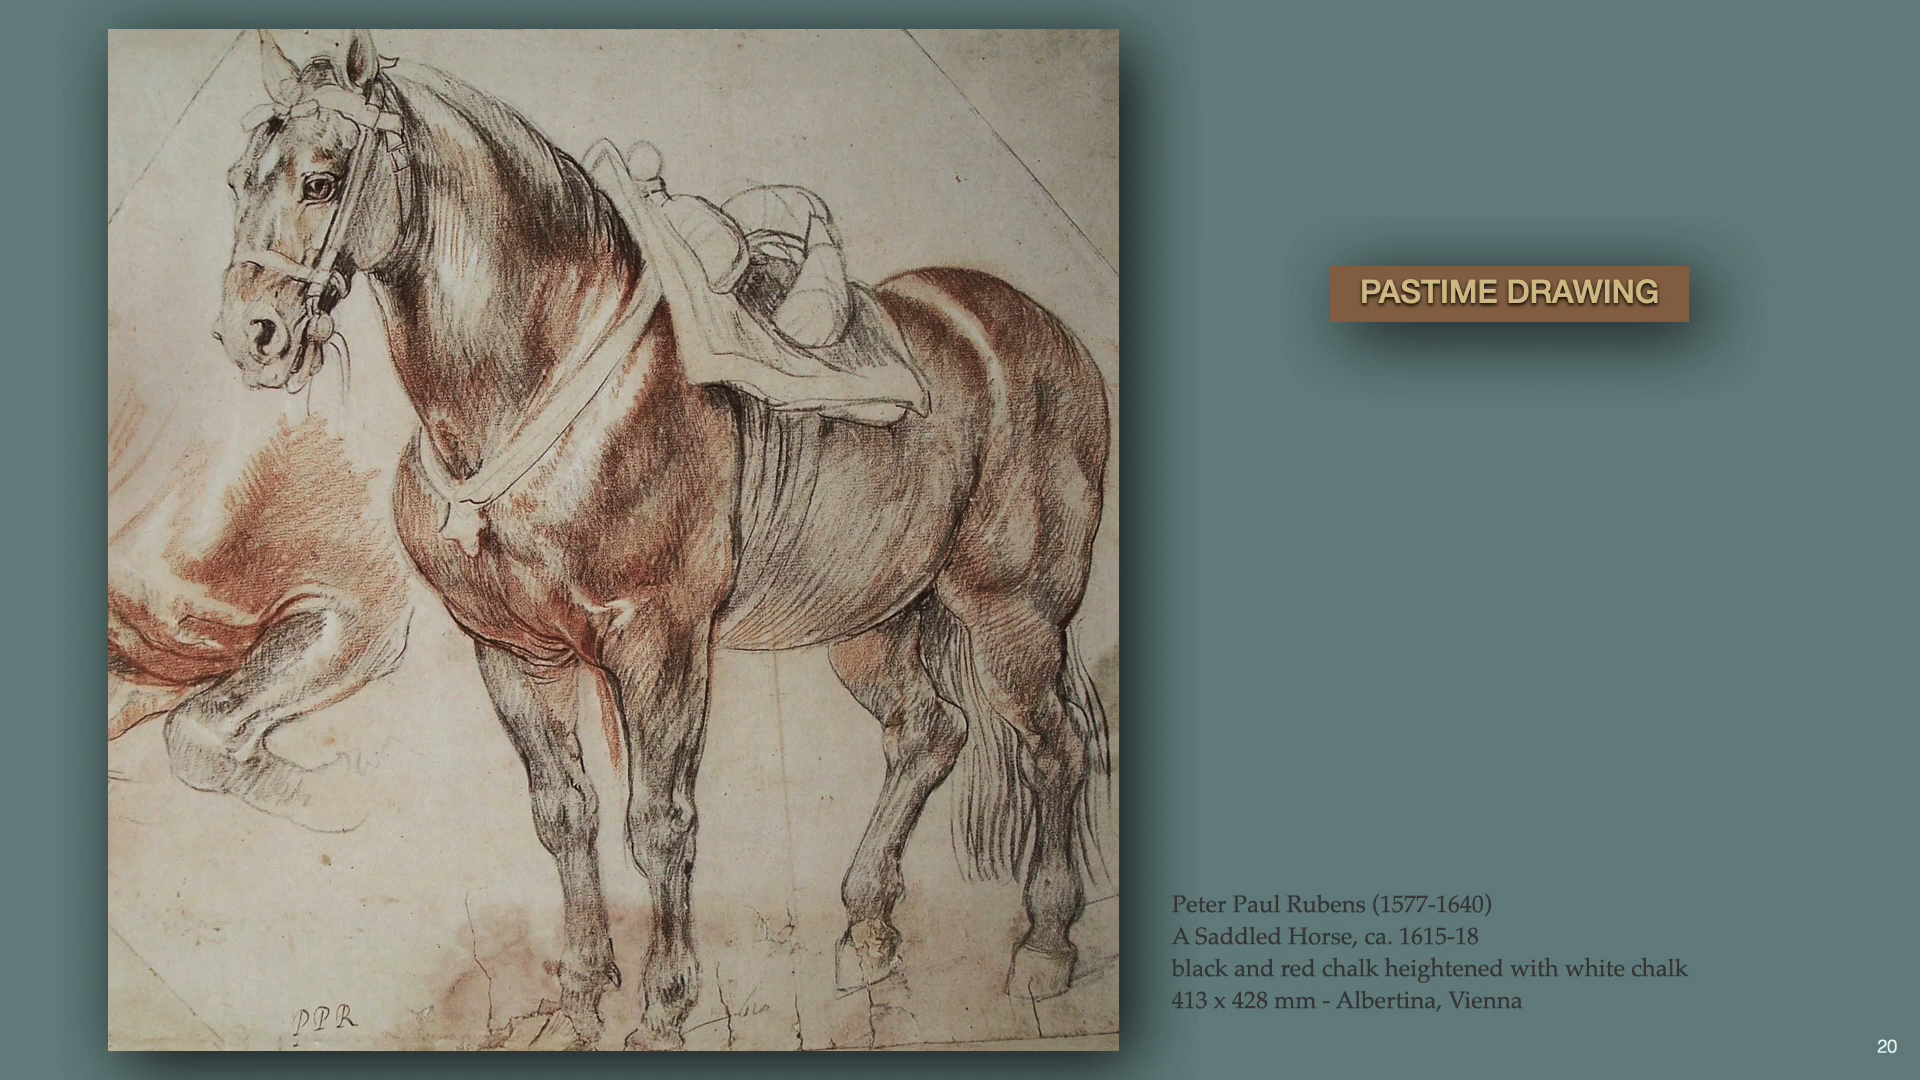 PASTIME DRAWING
Peter Paul Rubens (1577-1640)
A Saddled Horse, ca. 1615-18
black and red chalk heightened with white chalk
413 x 428 mm - Albertina, Vienna
PPR
20